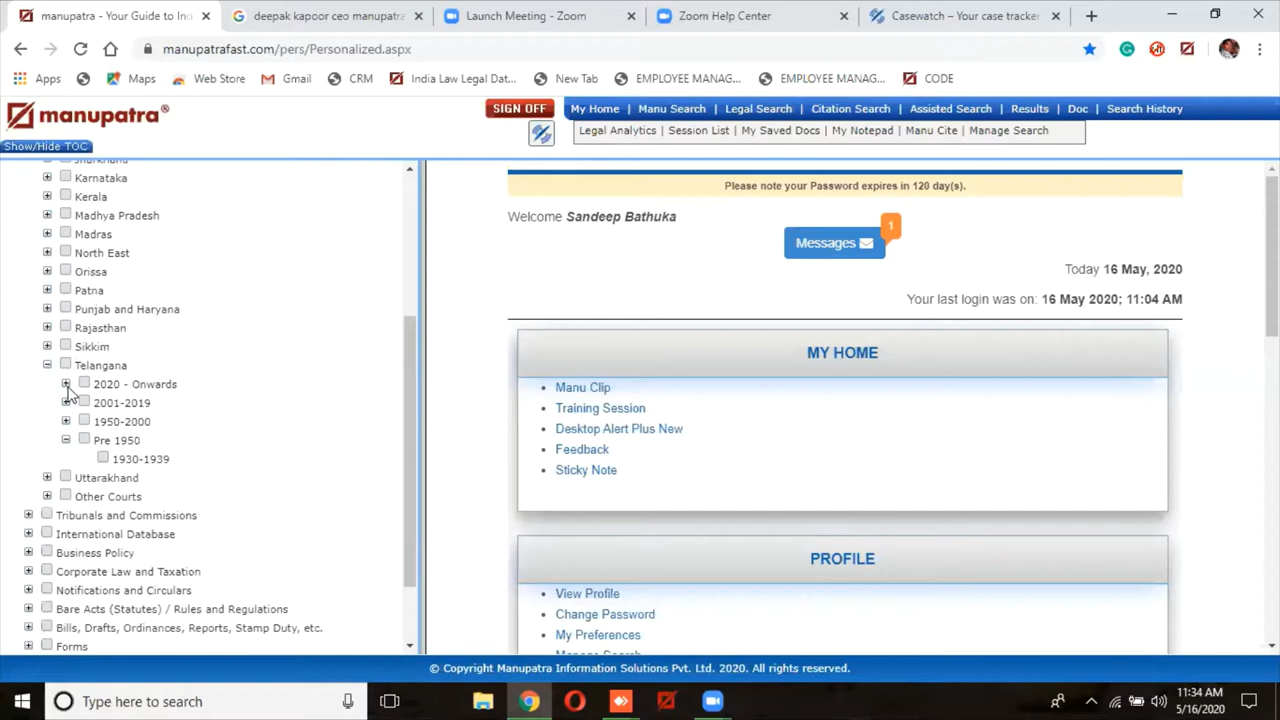 manupatra - Your Guide to Ind
deepak kapoor ceo manupatra
Launch Meeting - Zoom
Zoom Help Center
Casewatch – Your case tracker
manupatrafast.com/pers/Personalized.aspx
Apps
Maps
Web Store
Gmail
CRM
India Law Legal Dat...
New Tab
EMPLOYEE MANAG...
EMPLOYEE MANAG...
CODE
manupatra®
SIGN OFF
My Home | Manu Search | Legal Search | Citation Search | Assisted Search | Results | Doc | Search History
Legal Analytics | Session List | My Saved Docs | My Notepad | Manu Cite | Manage Search
Show/Hide TOC
Jharkhand
Karnataka
Kerala
Madhya Pradesh
Madras
North East
Orissa
Patna
Punjab and Haryana
Rajasthan
Sikkim
Telangana
2020 - Onwards
2001-2019
1950-2000
Pre 1950
1930-1939
Uttarakhand
Other Courts
Tribunals and Commissions
International Database
Business Policy
Corporate Law and Taxation
Notifications and Circulars
Bare Acts (Statutes) / Rules and Regulations
Bills, Drafts, Ordinances, Reports, Stamp Duty, etc.
Forms
Please note your Password expires in 120 day(s).
Welcome Sandeep Bathuka
Messages
1
Today 16 May, 2020
Your last login was on: 16 May 2020; 11:04 AM
MY HOME
Manu Clip
Training Session
Desktop Alert Plus New
Feedback
Sticky Note
PROFILE
View Profile
Change Password
My Preferences
© Copyright Manupatra Information Solutions Pvt. Ltd. 2020. All rights reserved.
Type here to search
11:34 AM
5/16/2020